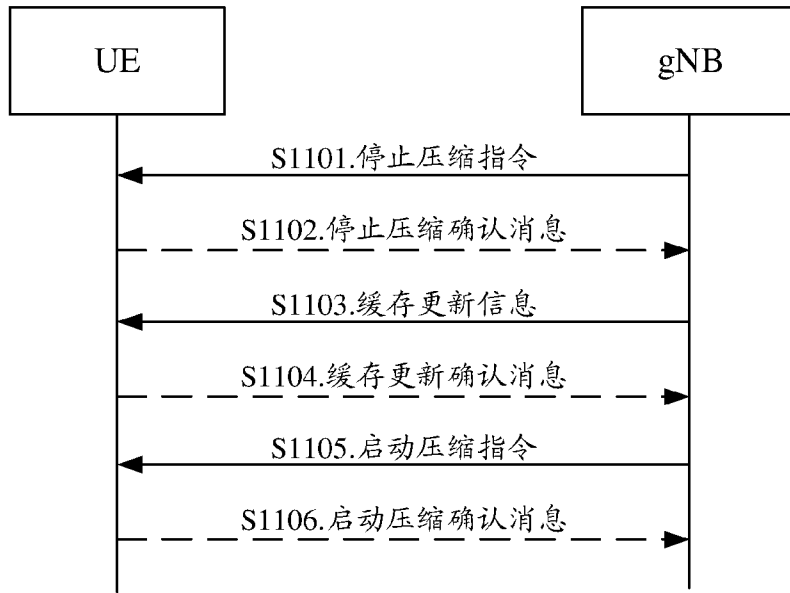 UE
gNB
S1101.停止压缩指令
S1102.停止压缩确认消息
S1103.缓存更新信息
S1104.缓存更新确认消息
S1105.启动压缩指令
S1106.启动压缩确认消息